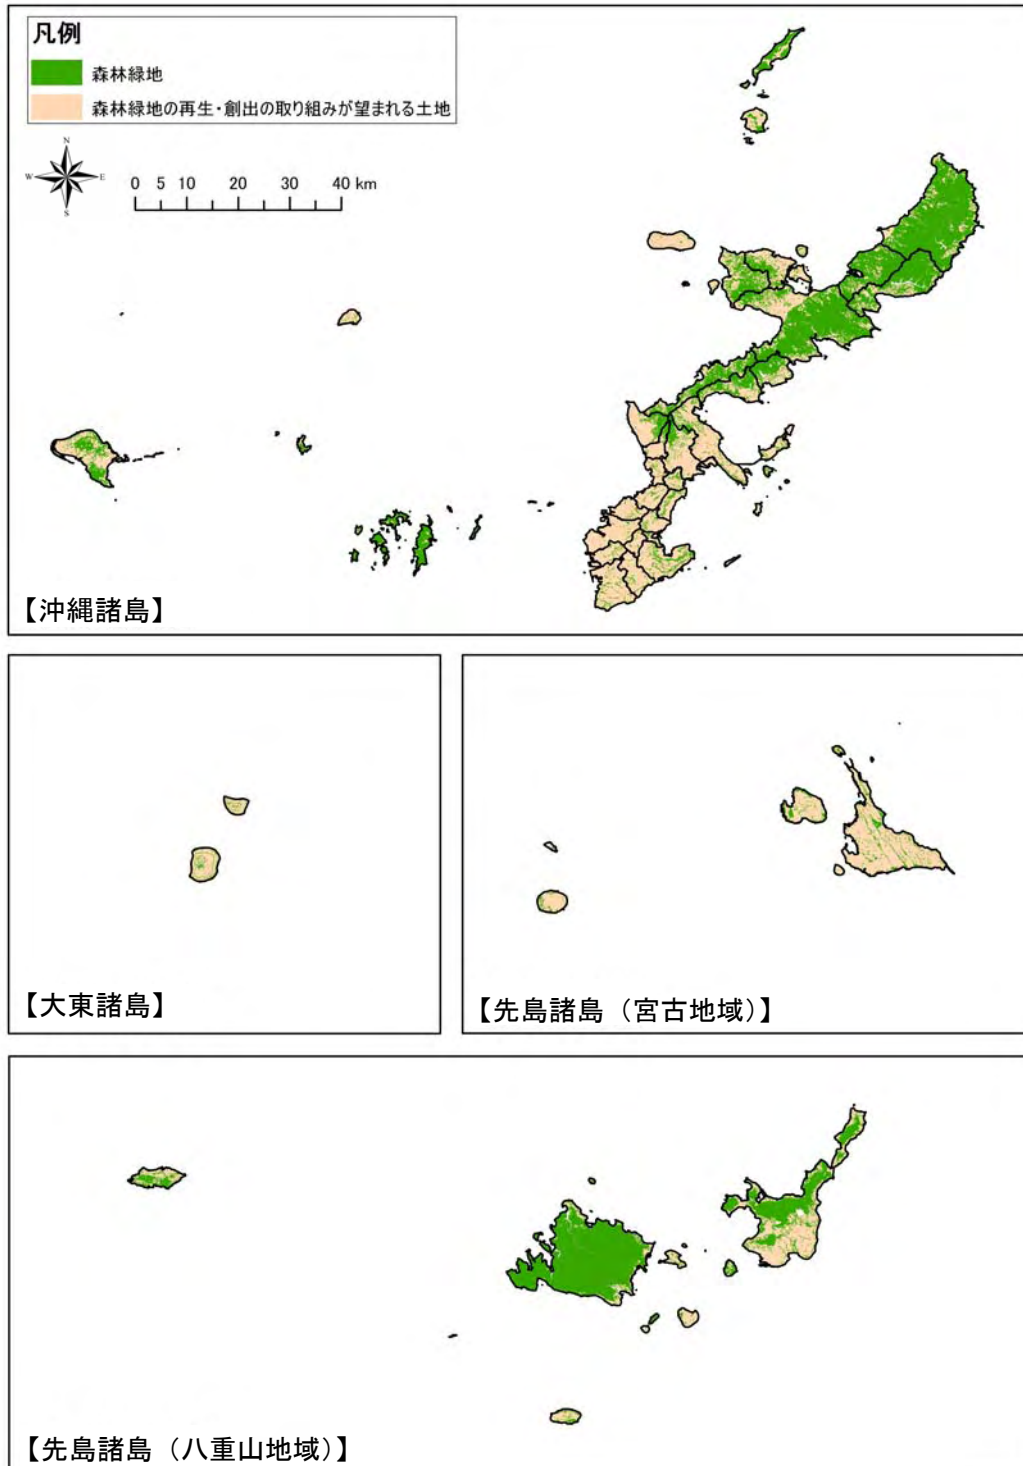 凡例
森林緑地
森林緑地の再生・創出の取り組みが望まれる土地
N
W
E
S
0 5 10 20 30 40 km
【沖縄諸島】
【大東諸島】
【先島諸島（宮古地域）】
【先島諸島（八重山地域）】